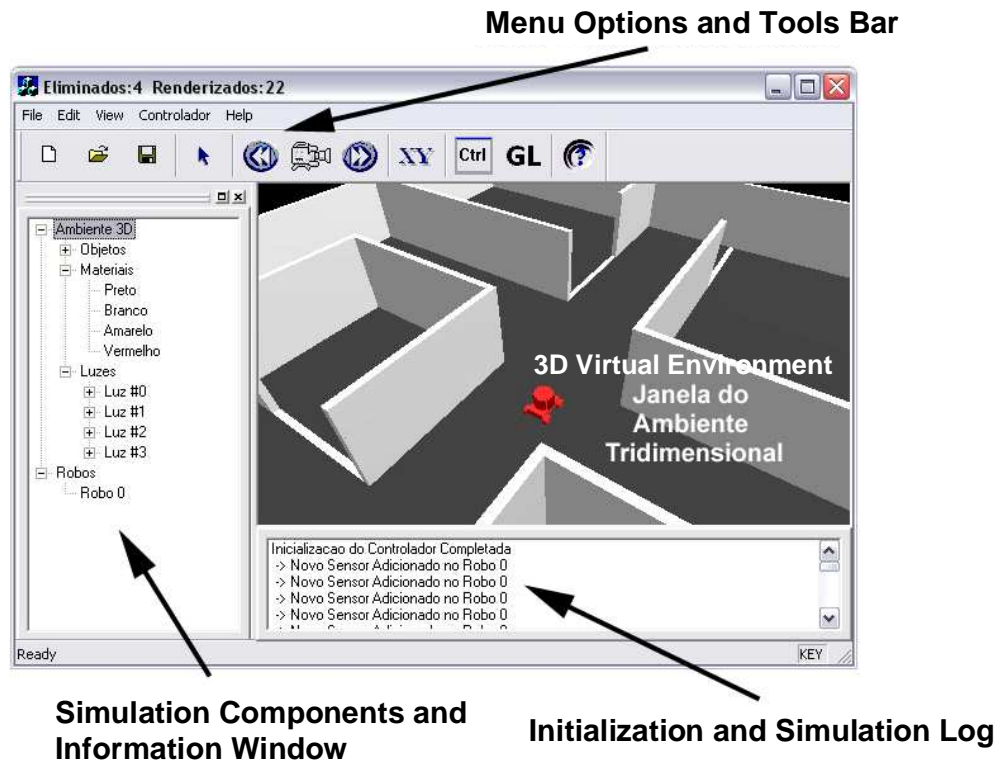 Menu Options and Tools Bar
Eliminados:4 Renderizados:22
File Edit View Controlador Help
XY Ctrl GL ?
Ambiente 3D
Objetos
Materiais
Preto
Branco
Amarelo
Vermelho
Luzes
Luz #0
Luz #1
Luz #2
Luz #3
Robos
Robo 0
3D Virtual Environment
Janela do
Ambiente
Tridimensional
Inicializacao do Controlador Completada
-> Novo Sensor Adicionado no Robo 0
-> Novo Sensor Adicionado no Robo 0
-> Novo Sensor Adicionado no Robo 0
-> Novo Sensor Adicionado no Robo 0
Ready KEY
Simulation Components and
Information Window
Initialization and Simulation Log